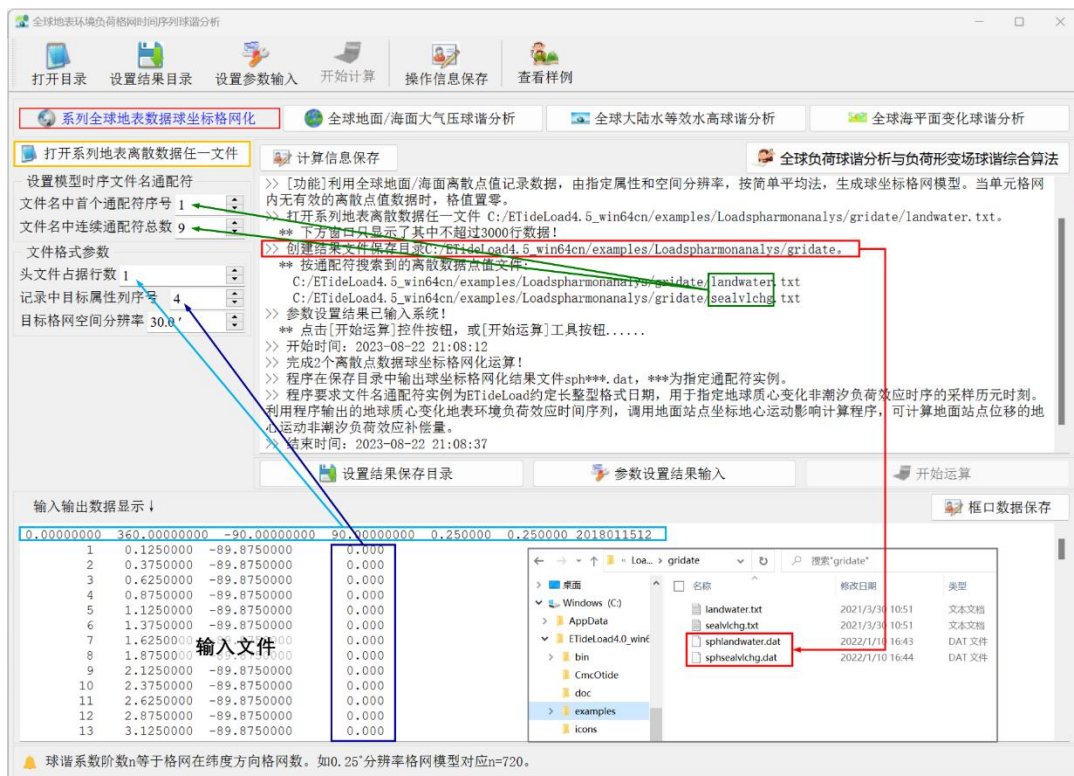 全球地表环境负荷格网时间序列球谐分析
打开目录 设置结果目录 设置参数输入 开始计算 操作信息保存 查看样例
系列全球地表数据球坐标格网化 全球地面/海面大气压球谐分析 全球大陆水等效水高球谐分析 全球海平面变化球谐分析
打开系列地表离散数据任一文件
设置模型时序文件名通配符
文件名中首个通配符序号 1
文件名中连续通配符总数 9
文件格式参数
头文件占据行数 1
记录中目标属性列序号 4
目标格网空间分辨率 30.0′
计算信息保存 全球负荷球谐分析与负荷形变场球谐综合算法
>> [功能]利用全球地面/海面离散点值记录数据，由指定属性和空间分辨率，按简单平均法，生成球坐标格网模型。当单元格网
内无有效的离散点值数据时，格值置零。
>> 打开系列地表离散数据任一文件 C:/ETideLoad4.5_win64cn/examples/Loadspharmonanalys/gridate/landwater.txt。
** 下方窗口只显示了其中不超过3000行数据！
>> 创建结果文件保存目录C:/ETideLoad4.5_win64cn/examples/Loadspharmonanalys/gridate。
** 按通配符搜索到的离散数据点值文件：
C:/ETideLoad4.5_win64cn/examples/Loadspharmonanalys/gridate/landwater.txt
C:/ETideLoad4.5_win64cn/examples/Loadspharmonanalys/gridate/sealvlchg.txt
>> 参数设置结果已输入系统！
** 点击[开始运算]控件按钮，或[开始运算]工具按钮......
>> 开始时间：2023-08-22 21:08:12
>> 完成2个离散点数据球坐标格网化运算！
>> 程序在保存目录中输出球坐标格网化结果文件sph***.dat，***为指定通配符实例。
>> 程序要求文件名通配符实例为ETideLoad约定长整型格式日期，用于指定地球质心变化非潮汐负荷效应时序的采样历元时刻。
利用程序输出的地球质心变化地表环境负荷效应时间序列，调用地面站点坐标地心运动影响计算程序，可计算地面站点位移的地
心运动非潮汐负荷效应补偿量。
>> 结束时间：2023-08-22 21:08:37
设置结果保存目录 参数设置结果输入 开始运算
输入输出数据显示↓ 框口数据保存
0.00000000 360.00000000 -90.00000000 90.00000000 0.250000 0.250000 2018011512
1 0.1250000 -89.8750000 0.000
2 0.3750000 -89.8750000 0.000
3 0.6250000 -89.8750000 0.000
4 0.8750000 -89.8750000 0.000
5 1.1250000 -89.8750000 0.000
6 1.3750000 -89.8750000 0.000
7 1.6250000 -89.8750000 0.000
8 1.8750000 -89.8750000 0.000
9 2.1250000 -89.8750000 0.000
10 2.3750000 -89.8750000 0.000
11 2.6250000 -89.8750000 0.000
12 2.8750000 -89.8750000 0.000
13 3.1250000 -89.8750000 0.000
输入文件
« Loa... > gridate 搜索"gridate"
桌面
Windows (C:)
AppData
ETideLoad4.0_win6
bin
CmcOtide
doc
examples
icons
名称 修改日期 类型
landwater.txt 2021/3/30 10:51 文本文档
sealvlchg.txt 2021/3/30 10:51 文本文档
sphlandwater.dat 2022/1/10 16:43 DAT 文件
sphsealvlchg.dat 2022/1/10 16:44 DAT 文件
球谐系数阶数n等于格网在纬度方向格网数。如0.25°分辨率格网模型对应n=720。